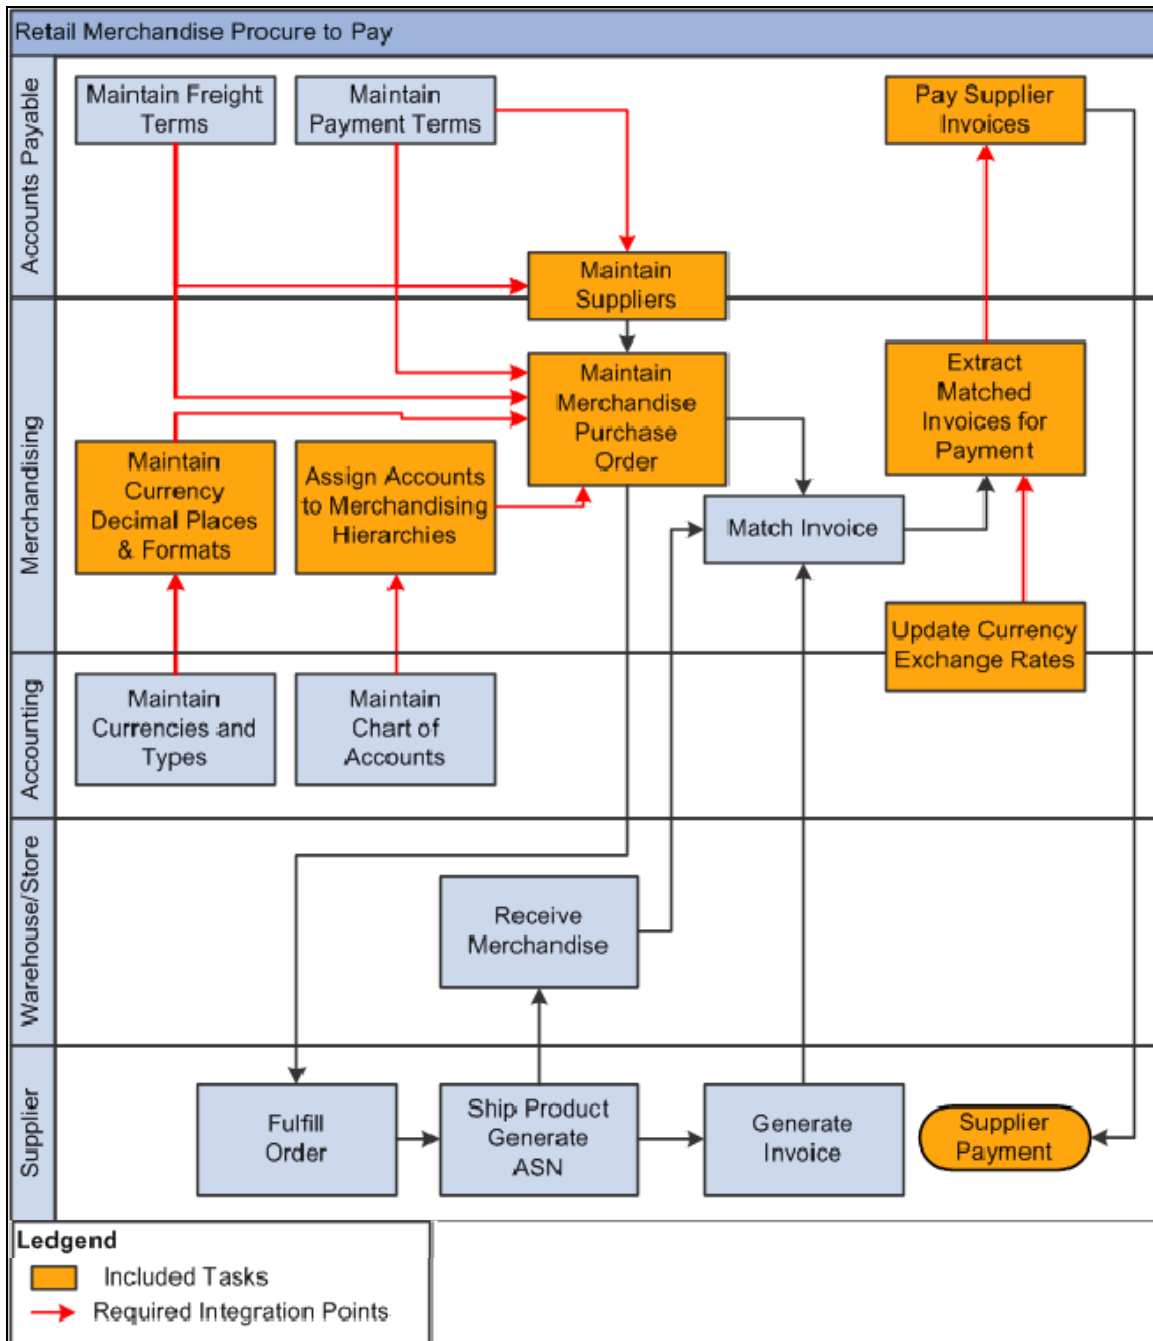 Retail Merchandise Procure to Pay
Accounts Payable
Maintain Freight
Terms
Maintain
Payment Terms
Pay Supplier
Invoices
Maintain
Suppliers
Merchandising
Maintain
Merchandise
Purchase
Order
Extract
Matched
Invoices for
Payment
Maintain
Currency
Decimal Places
& Formats
Assign Accounts
to Merchandising
Hierarchies
Match Invoice
Update Currency
Exchange Rates
Accounting
Maintain
Currencies and
Types
Maintain
Chart of
Accounts
Warehouse/Store
Receive
Merchandise
Supplier
Fulfill
Order
Ship Product
Generate
ASN
Generate
Invoice
Supplier
Payment
Ledgend
Included Tasks
Required Integration Points